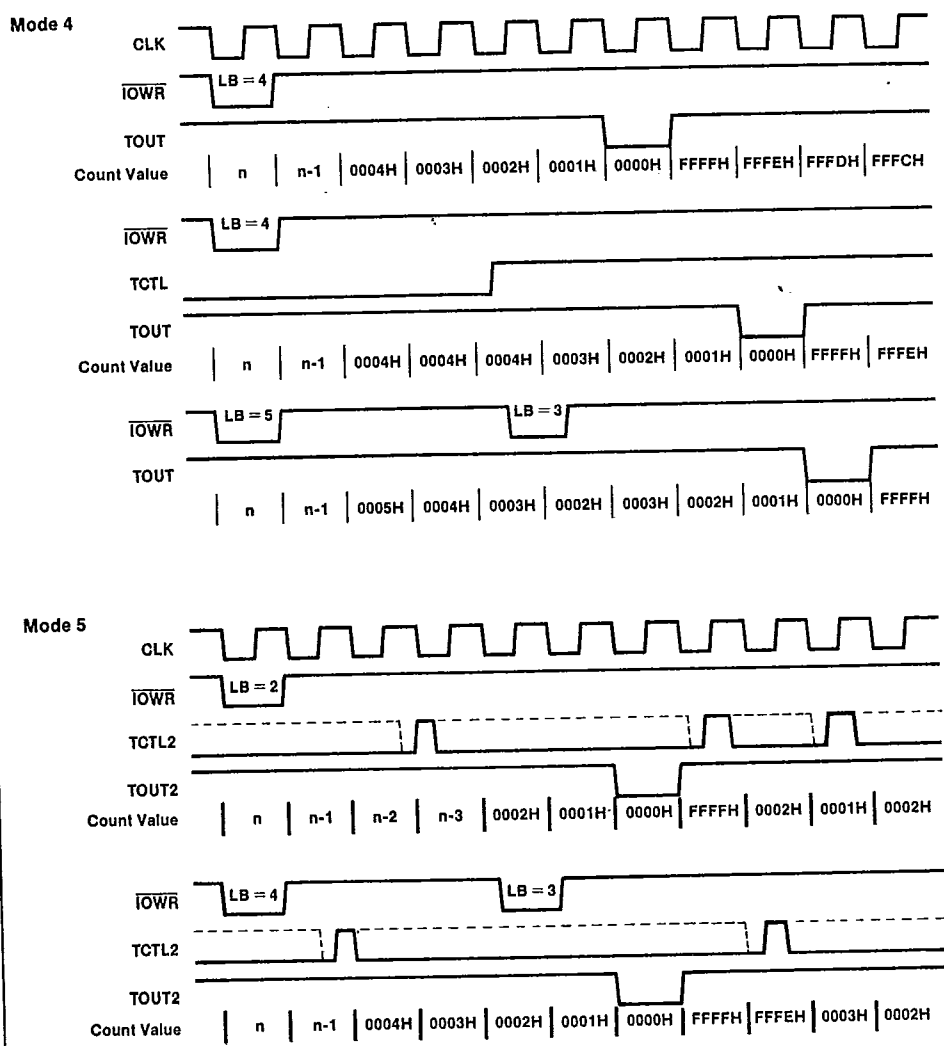 Mode 4
CLK
IOWR LB = 4
TOUT
Count Value n n-1 0004H 0003H 0002H 0001H 0000H FFFFH FFFEH FFFDH FFFCH
IOWR LB = 4
TCTL
TOUT
Count Value n n-1 0004H 0004H 0004H 0003H 0002H 0001H 0000H FFFFH FFFEH
IOWR LB = 5 LB = 3
TOUT
n n-1 0005H 0004H 0003H 0002H 0003H 0002H 0001H 0000H FFFFH
Mode 5
CLK
IOWR LB = 2
TCTL2
TOUT2
Count Value n n-1 n-2 n-3 0002H 0001H 0000H FFFFH 0002H 0001H 0002H
IOWR LB = 4 LB = 3
TCTL2
TOUT2
Count Value n n-1 0004H 0003H 0002H 0001H 0000H FFFFH FFFEH 0003H 0002H